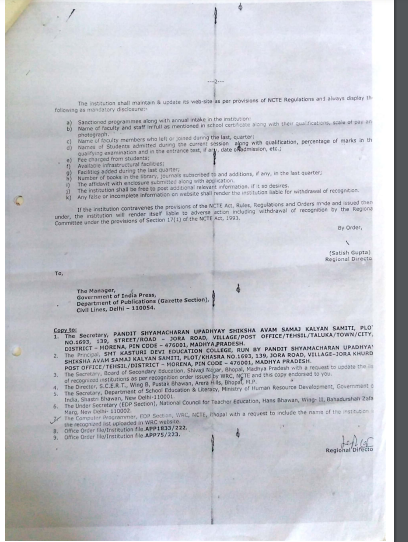 ---2---
The institution shall maintain & update its web-site as per provisions of NCTE Regulations and always display th
following as mandatory disclosure:-
a) Sanctioned programmes along with annual intake in the institution:
b) Name of faculty and staff in full as mentioned in school certificate along with their qualifications, scale of pay an
photograph.
c) Name of faculty members who left or joined during the last, quarter:
d) Names of Students admitted during the current session, along with qualification, percentage of marks in th
qualifying examination and in the entrance test, if any, date of admission, etc.;
e) Fee charged from students;
f) Available infrastructural facilities;
g) Facilities added during the last quarter;
h) Number of books in the library, journals subscribed to and additions, if any, in the last quarter;
i) The affidavit with enclosure submitted along with application.
j) The institution shall be free to post additional relevant information, if it so desires.
k) Any false or incomplete information on website shall render the institution liable for withdrawal of recognition.
If the institution contravenes the provisions of the NCTE Act, Rules, Regulations and Orders made and issued ther
under, the institution will render itself liable to adverse action including withdrawal of recognition by the Regiona
Committee under the provisions of Section 17(1) of the NCTE Act, 1993.
By Order,
(Satish Gupta)
Regional Directo
To,
The Manager,
Government of India Press,
Department of Publications (Gazette Section),
Civil Lines, Delhi – 110054.
Copy to:
1. The Secretary, PANDIT SHYAMACHARAN UPADHYAY SHIKSHA AVAM SAMAJ KALYAN SAMITI, PLO
NO.1693, 139, STREET/ROAD – JORA ROAD, VILLAGE/POST OFFICE/TEHSIL/TALUKA/TOWN/CITY,
DISTRICT – MORENA, PIN CODE – 476001, MADHYA PRADESH.
2. The Principal, SMT KASTURI DEVI EDUCATION COLLEGE, RUN BY PANDIT SHYAMACHARAN UPADHYAY
SHIKSHA AVAM SAMAJ KALYAN SAMITI, PLOT/KHASRA NO.1693, 139, JORA ROAD, VILLAGE-JORA KHURD
POST OFFICE/TEHSIL/DISTRICT – MORENA, PIN CODE – 476001, MADHYA PRADESH.
3. The Secretary, Board of Secondary Education, Shivaji Nagar, Bhopal, Madhya Pradesh with a request to update the
of recognized institutions as per recognition order issued by WRC, NCTE and this copy endorsed to you.
4. The Director, S.C.E.R.T., Wing B, Pustak Bhawan, Arera Hills, Bhopal, M.P.
5. The Secretary, Department of School Education & Literacy, Ministry of Human Resource Development, Government
India, Shastri Bhawan, New Delhi-110001.
6. The Under Secretary (EDP Section), National Council for Teacher Education, Hans Bhawan, Wing- II, Bahadurshah Zafa
Marg, New Delhi- 110002.
7. The Computer Programmer, EDP Section, WRC, NCTE, Bhopal with a request to include the name of the institution
the recognized list uploaded in WRC website.
8. Office Order file/Institution file APP1833/222.
9. Office Order file/Institution file APP75/223.
Regional Directo